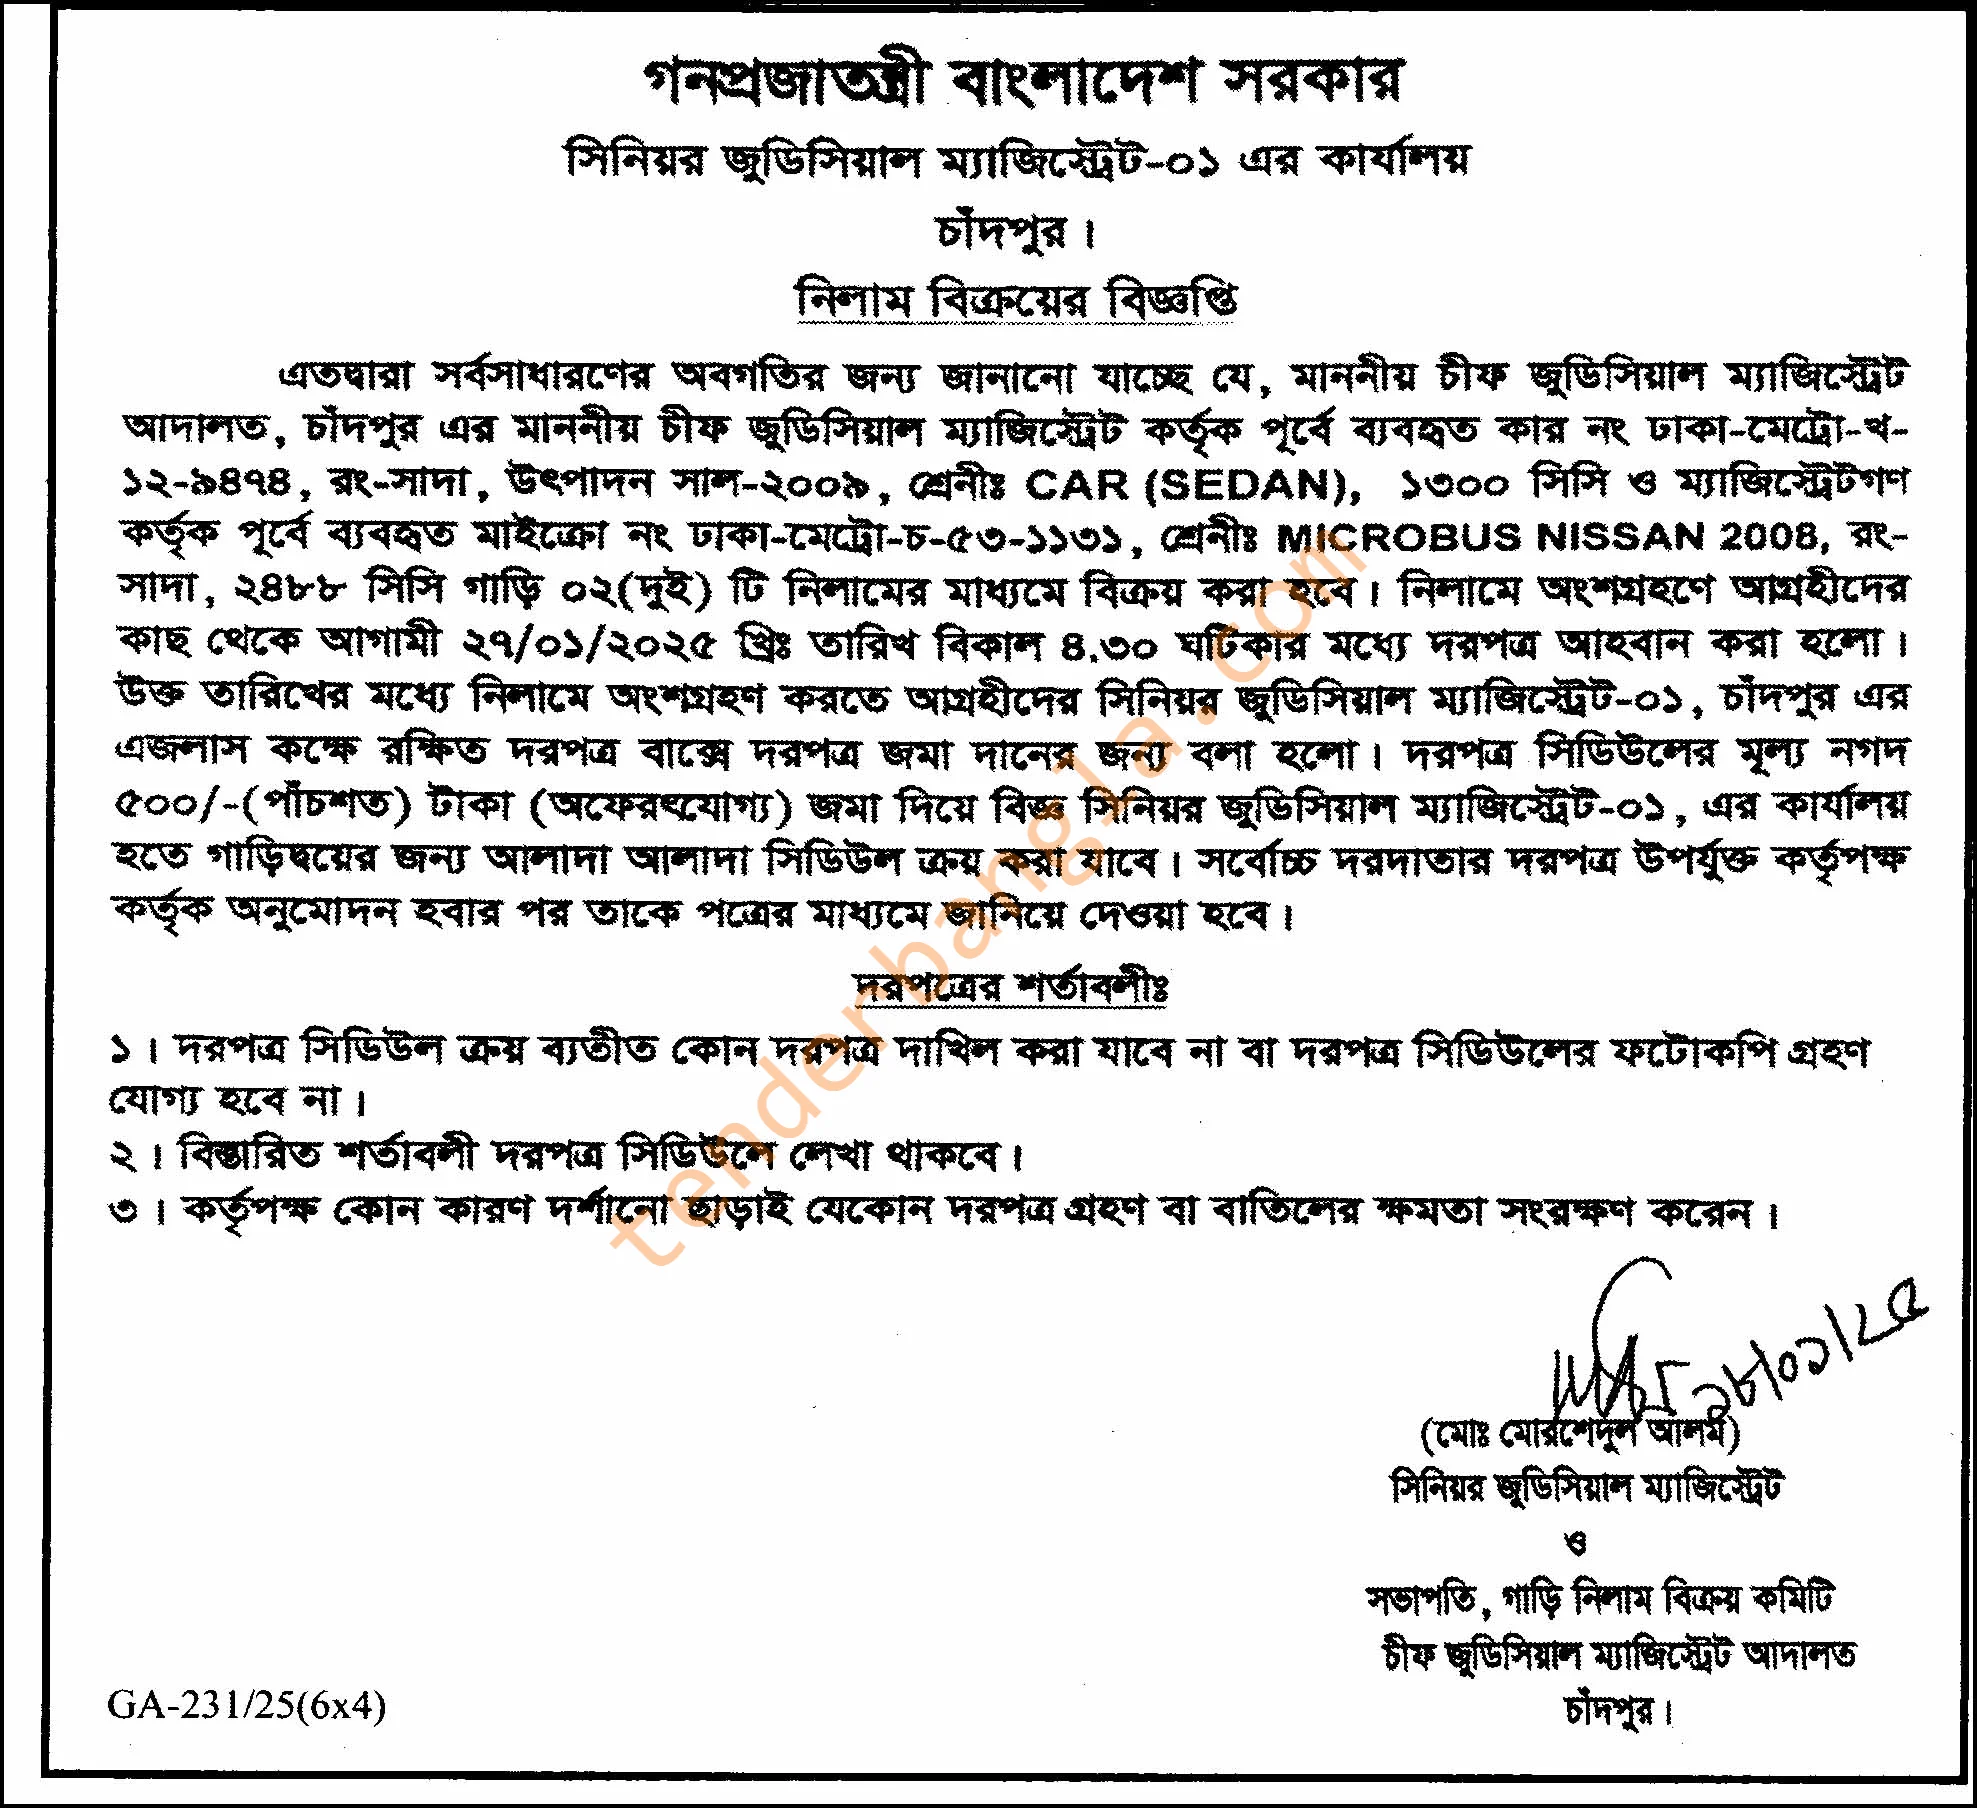 গনপ্রজাতন্ত্রী বাংলাদেশ সরকার
সিনিয়র জুডিসিয়াল ম্যাজিস্ট্রেট-০১ এর কার্যালয়
চাঁদপুর।
নিলাম বিক্রয়ের বিজ্ঞপ্তি
এতদ্বারা সর্বসাধারণের অবগতির জন্য জানানো যাচ্ছে যে, মাননীয় চীফ জুডিসিয়াল ম্যাজিস্ট্রেট
আদালত, চাঁদপুর এর মাননীয় চীফ জুডিসিয়াল ম্যাজিস্ট্রেট কর্তৃক পূর্বে ব্যবহৃত কার নং ঢাকা-মেট্রো-খ-
১২-৯৪৭৪, রং-সাদা, উৎপাদন সাল-২০০৯, শ্রেনীঃ CAR (SEDAN), ১৩০০ সিসি ও ম্যাজিস্ট্রেটগণ
কর্তৃক পূর্বে ব্যবহৃত মাইক্রো নং ঢাকা-মেট্রো-চ-৫৩-১১৩১, শ্রেনীঃ MICROBUS NISSAN 2008, রং-
সাদা, ২৪৮৮ সিসি গাড়ি ০২(দুই) টি নিলামের মাধ্যমে বিক্রয় করা হবে। নিলামে অংশগ্রহণে আগ্রহীদের
কাছ থেকে আগামী ২৭/০১/২০২৫ খ্রিঃ তারিখ বিকাল ৪.৩০ ঘটিকার মধ্যে দরপত্র আহবান করা হলো।
উক্ত তারিখের মধ্যে নিলামে অংশগ্রহণ করতে আগ্রহীদের সিনিয়র জুডিসিয়াল ম্যাজিস্ট্রেট-০১, চাঁদপুর এর
এজলাস কক্ষে রক্ষিত দরপত্র বাক্সে দরপত্র জমা দানের জন্য বলা হলো। দরপত্র সিডিউলের মূল্য নগদ
৫০০/-(পাঁচশত) টাকা (অফেরৎযোগ্য) জমা দিয়ে বিজ্ঞ সিনিয়র জুডিসিয়াল ম্যাজিস্ট্রেট-০১, এর কার্যালয়
হতে গাড়িদ্বয়ের জন্য আলাদা আলাদা সিডিউল ক্রয় করা যাবে। সর্বোচ্চ দরদাতার দরপত্র উপর্যুক্ত কর্তৃপক্ষ
কর্তৃক অনুমোদন হবার পর তাকে পত্রের মাধ্যমে জানিয়ে দেওয়া হবে।
দরপত্রের শর্তাবলীঃ
১। দরপত্র সিডিউল ক্রয় ব্যতীত কোন দরপত্র দাখিল করা যাবে না বা দরপত্র সিডিউলের ফটোকপি গ্রহণ
যোগ্য হবে না।
২। বিস্তারিত শর্তাবলী দরপত্র সিডিউলে লেখা থাকবে।
৩। কর্তৃপক্ষ কোন কারণ দর্শানো ছাড়াই যেকোন দরপত্র গ্রহণ বা বাতিলের ক্ষমতা সংরক্ষণ করেন।
tenderbangla.com
১৮/০১/২৫
(মোঃ মোরশেদুল আলম)
সিনিয়র জুডিসিয়াল ম্যাজিস্ট্রেট
ও
সভাপতি, গাড়ি নিলাম বিক্রয় কমিটি
চীফ জুডিসিয়াল ম্যাজিস্ট্রেট আদালত
চাঁদপুর।
GA-231/25(6x4)